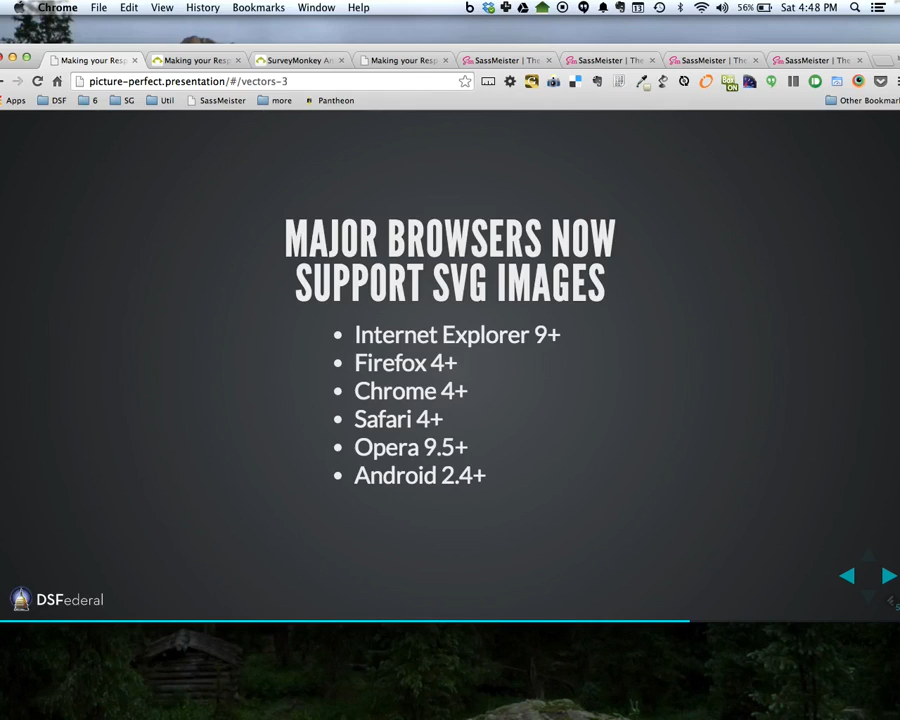 Chrome File Edit View History Bookmarks Window Help 56% Sat 4:48 PM
Making your Resp Making your Resp SurveyMonkey An Making your Resp SassMeister | The SassMeister | The SassMeister | The SassMeister | The
picture-perfect.presentation/#/vectors-3
Apps DSF 6 SG Util SassMeister more Pantheon Other Bookmar
MAJOR BROWSERS NOW
SUPPORT SVG IMAGES
• Internet Explorer 9+
• Firefox 4+
• Chrome 4+
• Safari 4+
• Opera 9.5+
• Android 2.4+
DSFederal